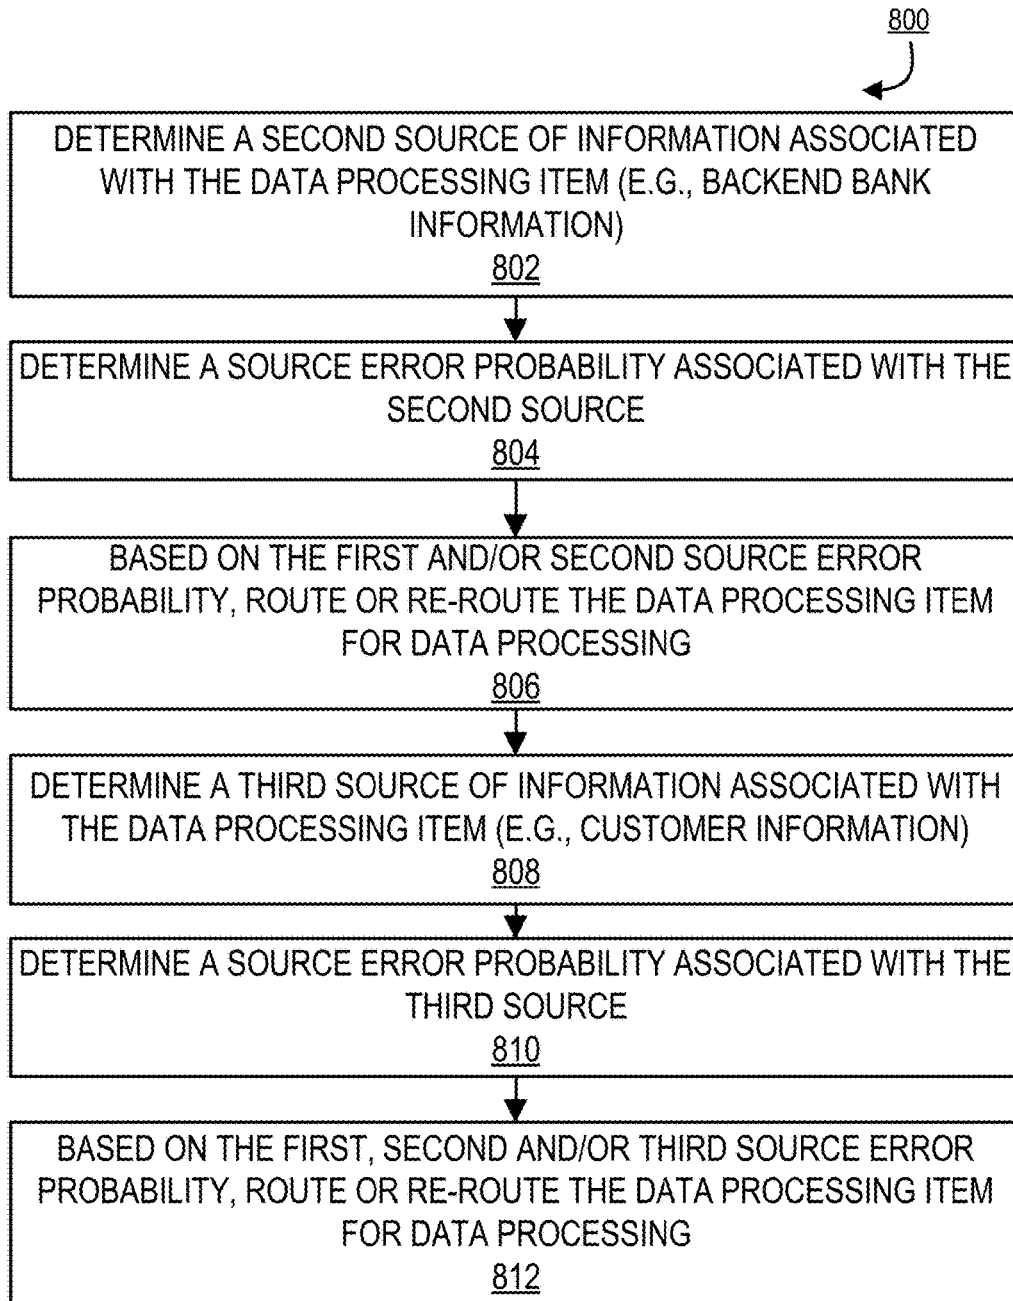 800
DETERMINE A SECOND SOURCE OF INFORMATION ASSOCIATED
WITH THE DATA PROCESSING ITEM (E.G., BACKEND BANK
INFORMATION)
802
DETERMINE A SOURCE ERROR PROBABILITY ASSOCIATED WITH THE
SECOND SOURCE
804
BASED ON THE FIRST AND/OR SECOND SOURCE ERROR
PROBABILITY, ROUTE OR RE-ROUTE THE DATA PROCESSING ITEM
FOR DATA PROCESSING
806
DETERMINE A THIRD SOURCE OF INFORMATION ASSOCIATED WITH
THE DATA PROCESSING ITEM (E.G., CUSTOMER INFORMATION)
808
DETERMINE A SOURCE ERROR PROBABILITY ASSOCIATED WITH THE
THIRD SOURCE
810
BASED ON THE FIRST, SECOND AND/OR THIRD SOURCE ERROR
PROBABILITY, ROUTE OR RE-ROUTE THE DATA PROCESSING ITEM
FOR DATA PROCESSING
812